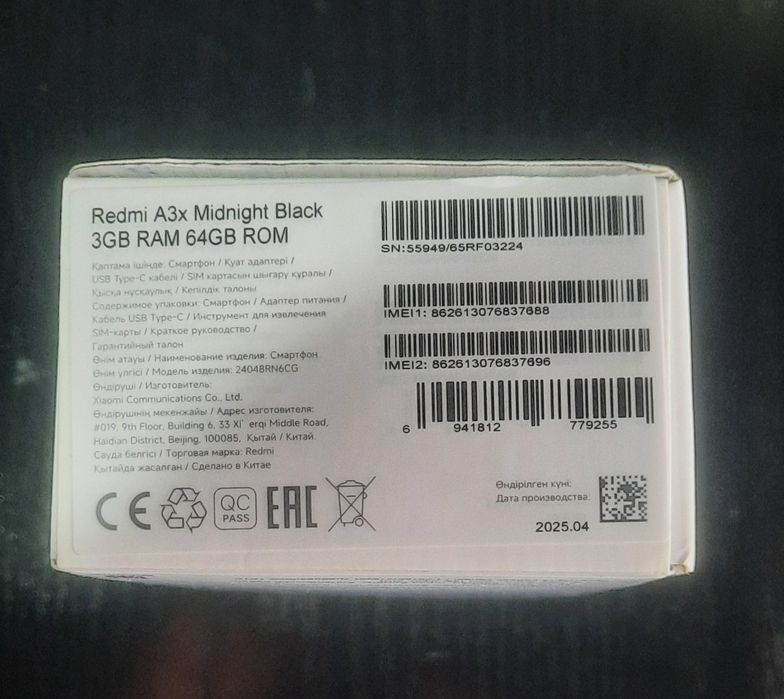 Redmi A3x Midnight Black
3GB RAM 64GB ROM
Қаптама ішінде: Смартфон / Қуат адаптері /
USB Type-C кабелі / SIM картасын шығару құралы /
Қысқа нұсқаулық / Кепілдік талоны
Содержимое упаковки: Смартфон / Адаптер питания /
Кабель USB Type-C / Инструмент для извлечения
SIM-карты / Краткое руководство /
Гарантийный талон
Өнім атауы / Наименование изделия: Смартфон
Өнім үлгісі / Модель изделия: 24048RN6CG
Өндіруші / Изготовитель:
Xiaomi Communications Co., Ltd.
Өндірушінің мекенжайы / Адрес изготовителя:
#019, 9th Floor, Building 6, 33 Xi'erqi Middle Road,
Haidian District, Beijing, 100085, Қытай / Китай.
Сауда белгісі / Торговая марка: Redmi
Қытайда жасалған / Сделано в Китае
CE
QC
PASS
EAC
SN:55949/65RF03224
IMEI1: 862613076837688
IMEI2: 862613076837696
6 941812 779255
Өндірілген күні:
Дата производства:
2025.04